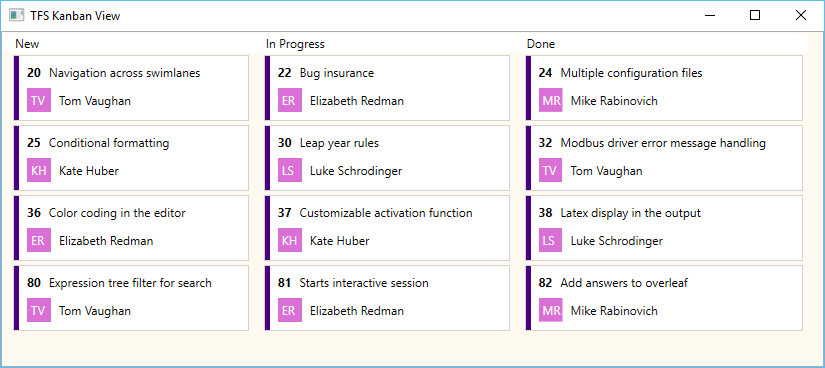 TFS Kanban View
New
20 Navigation across swimlanes
TV Tom Vaughan
25 Conditional formatting
KH Kate Huber
36 Color coding in the editor
ER Elizabeth Redman
80 Expression tree filter for search
TV Tom Vaughan
In Progress
22 Bug insurance
ER Elizabeth Redman
30 Leap year rules
LS Luke Schrodinger
37 Customizable activation function
KH Kate Huber
81 Starts interactive session
ER Elizabeth Redman
Done
24 Multiple configuration files
MR Mike Rabinovich
32 Modbus driver error message handling
TV Tom Vaughan
38 Latex display in the output
LS Luke Schrodinger
82 Add answers to overleaf
MR Mike Rabinovich